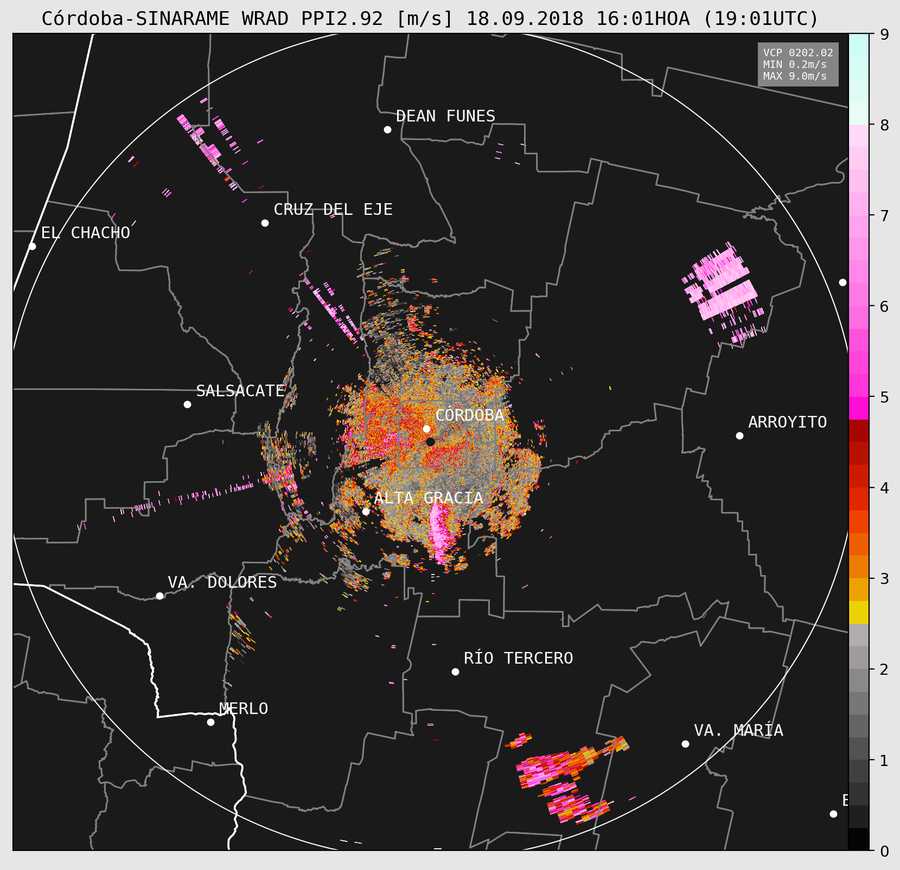 Córdoba-SINARAME WRAD PPI2.92 [m/s] 18.09.2018 16:01HOA (19:01UTC)
VCP 0202.02
MIN 0.2m/s
MAX 9.0m/s
DEAN FUNES
CRUZ DEL EJE
EL CHACHO
SALSACATE
CÓRDOBA
ARROYITO
ALTA GRACIA
VA. DOLORES
RÍO TERCERO
MERLO
VA. MARÍA
9
8
7
6
5
4
3
2
1
0